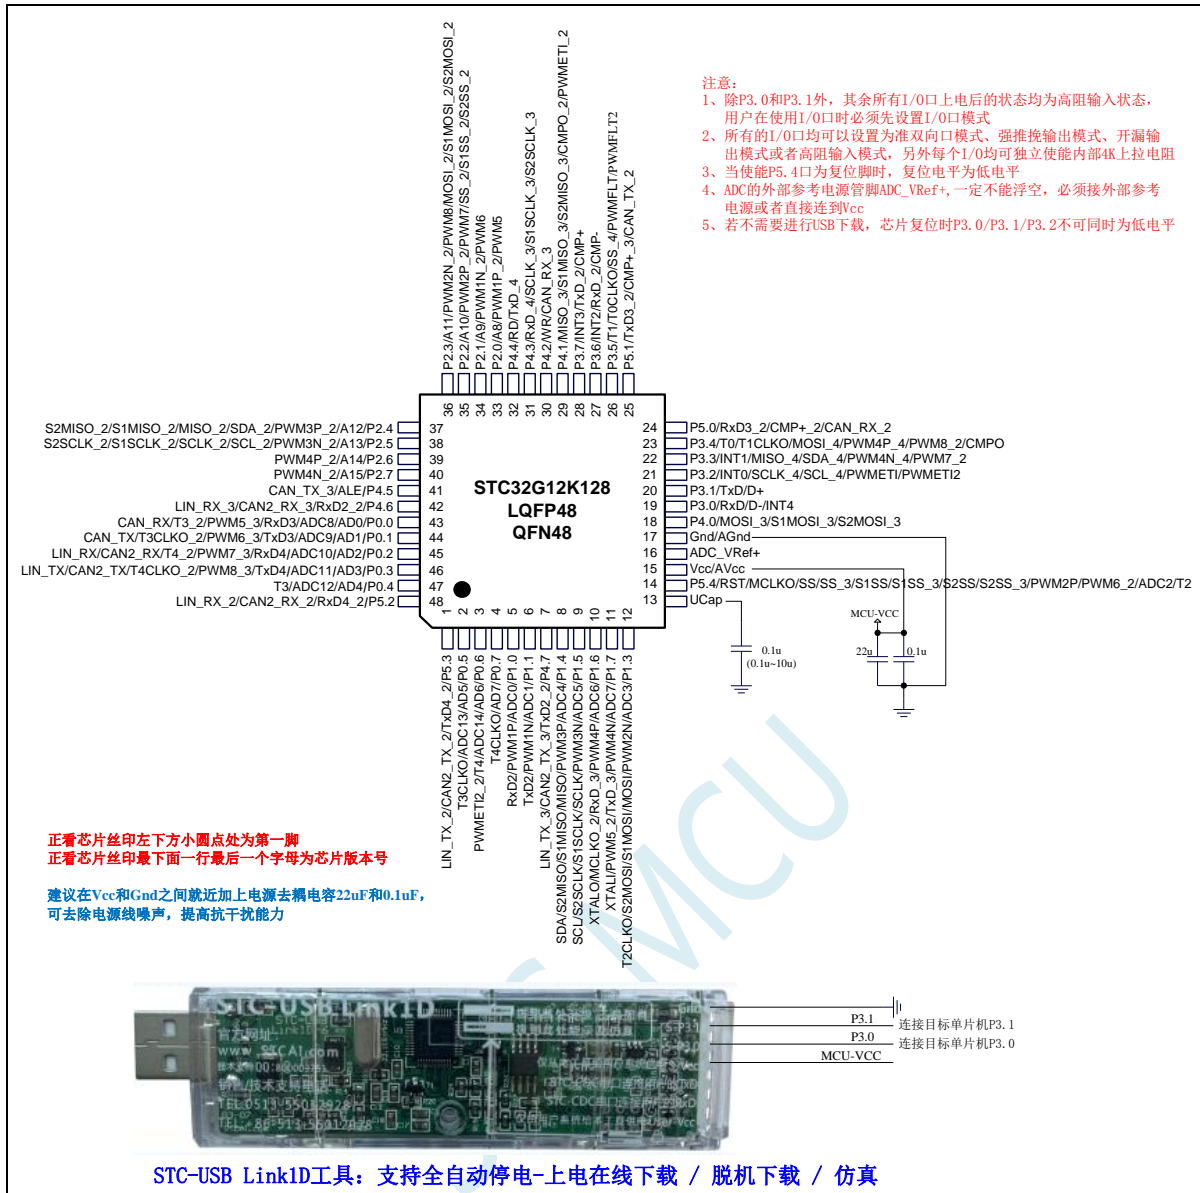 注意：
1、除P3.0和P3.1外，其余所有I/O口上电后的状态均为高阻输入状态，
用户在使用I/O口时必须先设置I/O口模式
2、所有的I/O口均可以设置为准双向口模式、强推挽输出模式、开漏输
出模式或者高阻输入模式，另外每个I/O均可独立使能内部4K上拉电阻
3、当使能P5.4口为复位脚时，复位电平为低电平
4、ADC的外部参考电源管脚ADC_VRef+,一定不能浮空，必须接外部参考
电源或者直接连到Vcc
5、若不需要进行USB下载，芯片复位时P3.0/P3.1/P3.2不可同时为低电平
P2.3/A11/PWM2N_2/PWM8/MOSI_2/S1MOSI_2/S2MOSI_2
P2.2/A10/PWM2P_2/PWM7/SS_2/S1SS_2/S2SS_2
P2.1/A9/PWM1N_2/PWM6
P2.0/A8/PWM1P_2/PWM5
P4.4/RD/TxD_4
P4.3/RxD_4/SCLK_3/S1SCLK_3/S2SCLK_3
P4.2/WR/CAN_RX_3
P4.1/MISO_3/S1MISO_3/S2MISO_3/CMPO_2/PWMETI_2
P3.7/INT3/TxD_2/CMP+
P3.6/INT2/RxD_2/CMP-
P3.5/T1/T0CLKO/SS_4/PWMFLT/PWMFLT2
P5.1/TxD3_2/CMP+_3/CAN_TX_2
36 35 34 33 32 31 30 29 28 27 26 25
S2MISO_2/S1MISO_2/MISO_2/SDA_2/PWM3P_2/A12/P2.4 37
S2SCLK_2/S1SCLK_2/SCLK_2/SCL_2/PWM3N_2/A13/P2.5 38
PWM4P_2/A14/P2.6 39
PWM4N_2/A15/P2.7 40
CAN_TX_3/ALE/P4.5 41
LIN_RX_3/CAN2_RX_3/RxD2_2/P4.6 42
CAN_RX/T3_2/PWM5_3/RxD3/ADC8/AD0/P0.0 43
CAN_TX/T3CLKO_2/PWM6_3/TxD3/ADC9/AD1/P0.1 44
LIN_RX/CAN2_RX/T4_2/PWM7_3/RxD4/ADC10/AD2/P0.2 45
LIN_TX/CAN2_TX/T4CLKO_2/PWM8_3/TxD4/ADC11/AD3/P0.3 46
T3/ADC12/AD4/P0.4 47
LIN_RX_2/CAN2_RX_2/RxD4_2/P5.2 48
STC32G12K128
LQFP48
QFN48
24 P5.0/RxD3_2/CMP+_2/CAN_RX_2
23 P3.4/T0/T1CLKO/MOSI_4/PWM4P_4/PWM8_2/CMPO
22 P3.3/INT1/MISO_4/SDA_4/PWM4N_4/PWM7_2
21 P3.2/INT0/SCLK_4/SCL_4/PWMETI/PWMETI2
20 P3.1/TxD/D+
19 P3.0/RxD/D-/INT4
18 P4.0/MOSI_3/S1MOSI_3/S2MOSI_3
17 Gnd/AGnd
16 ADC_VRef+
15 Vcc/AVcc
14 P5.4/RST/MCLKO/SS/SS_3/S1SS/S1SS_3/S2SS/S2SS_3/PWM2P/PWM6_2/ADC2/T2
13 UCap
1 2 3 4 5 6 7 8 9 10 11 12
LIN_TX_2/CAN2_TX_2/TxD4_2/P5.3
T3CLKO/ADC13/AD5/P0.5
PWMETI2_2/T4/ADC14/AD6/P0.6
T4CLKO/AD7/P0.7
RxD2/PWM1P/ADC0/P1.0
TxD2/PWM1N/ADC1/P1.1
LIN_TX_3/CAN2_TX_3/TxD2_2/P4.7
SDA/S2MISO/S1MISO/MISO/PWM3P/ADC4/P1.4
SCL/S2SCLK/S1SCLK/SCLK/PWM3N/ADC5/P1.5
XTALO/MCLKO_2/RxD_3/PWM4P/ADC6/P1.6
XTALI/PWM5_2/TxD_3/PWM4N/ADC7/P1.7
T2CLKO/S2MOSI/S1MOSI/MOSI/PWM2N/ADC3/P1.3
MCU-VCC
22u
0.1u
0.1u
(0.1u~10u)
正看芯片丝印左下方小圆点处为第一脚
正看芯片丝印最下面一行最后一个字母为芯片版本号
建议在Vcc和Gnd之间就近加上电源去耦电容22uF和0.1uF，
可去除电源线噪声，提高抗干扰能力
MCU
STC-USB Link1D
官方网址:
TEL:0513-55012928
Gnd
P3.1 连接目标单片机P3.1
P3.0 连接目标单片机P3.0
MCU-VCC
STC-USB Link1D工具：支持全自动停电-上电在线下载 / 脱机下载 / 仿真